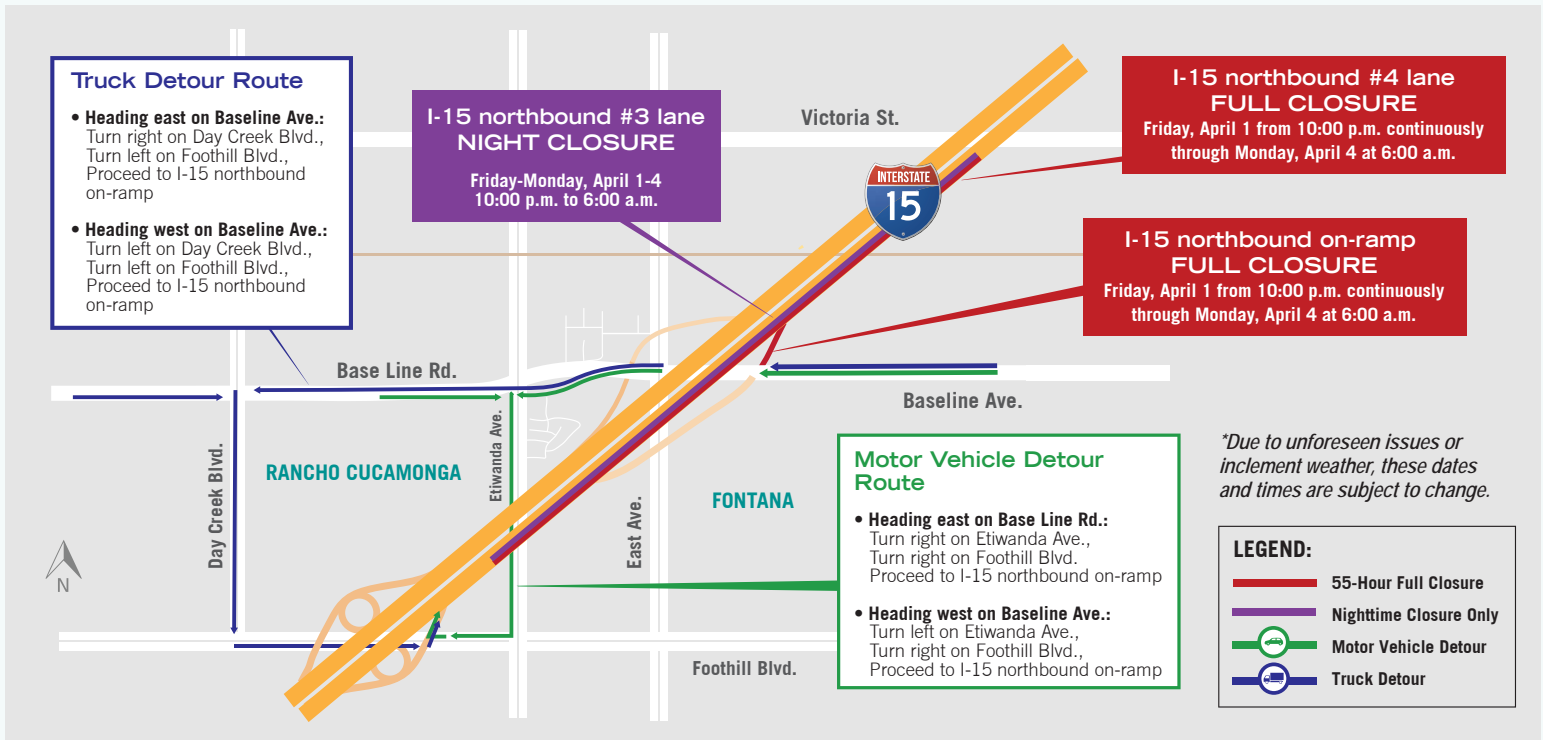 Truck Detour Route
• Heading east on Baseline Ave.:
Turn right on Day Creek Blvd.,
Turn left on Foothill Blvd.,
Proceed to I-15 northbound
on-ramp
• Heading west on Baseline Ave.:
Turn left on Day Creek Blvd.,
Turn left on Foothill Blvd.,
Proceed to I-15 northbound
on-ramp
I-15 northbound #3 lane
NIGHT CLOSURE
Friday-Monday, April 1-4
10:00 p.m. to 6:00 a.m.
Victoria St.
I-15 northbound #4 lane
FULL CLOSURE
Friday, April 1 from 10:00 p.m. continuously
through Monday, April 4 at 6:00 a.m.
INTERSTATE
15
I-15 northbound on-ramp
FULL CLOSURE
Friday, April 1 from 10:00 p.m. continuously
through Monday, April 4 at 6:00 a.m.
Base Line Rd.
Baseline Ave.
Day Creek Blvd.
RANCHO CUCAMONGA
Etiwanda Ave.
East Ave.
FONTANA
Motor Vehicle Detour
Route
• Heading east on Base Line Rd.:
Turn right on Etiwanda Ave.,
Turn right on Foothill Blvd.
Proceed to I-15 northbound on-ramp
• Heading west on Baseline Ave.:
Turn left on Etiwanda Ave.,
Turn right on Foothill Blvd.,
Proceed to I-15 northbound on-ramp
*Due to unforeseen issues or
inclement weather, these dates
and times are subject to change.
LEGEND:
55-Hour Full Closure
Nighttime Closure Only
Motor Vehicle Detour
Truck Detour
N
Foothill Blvd.